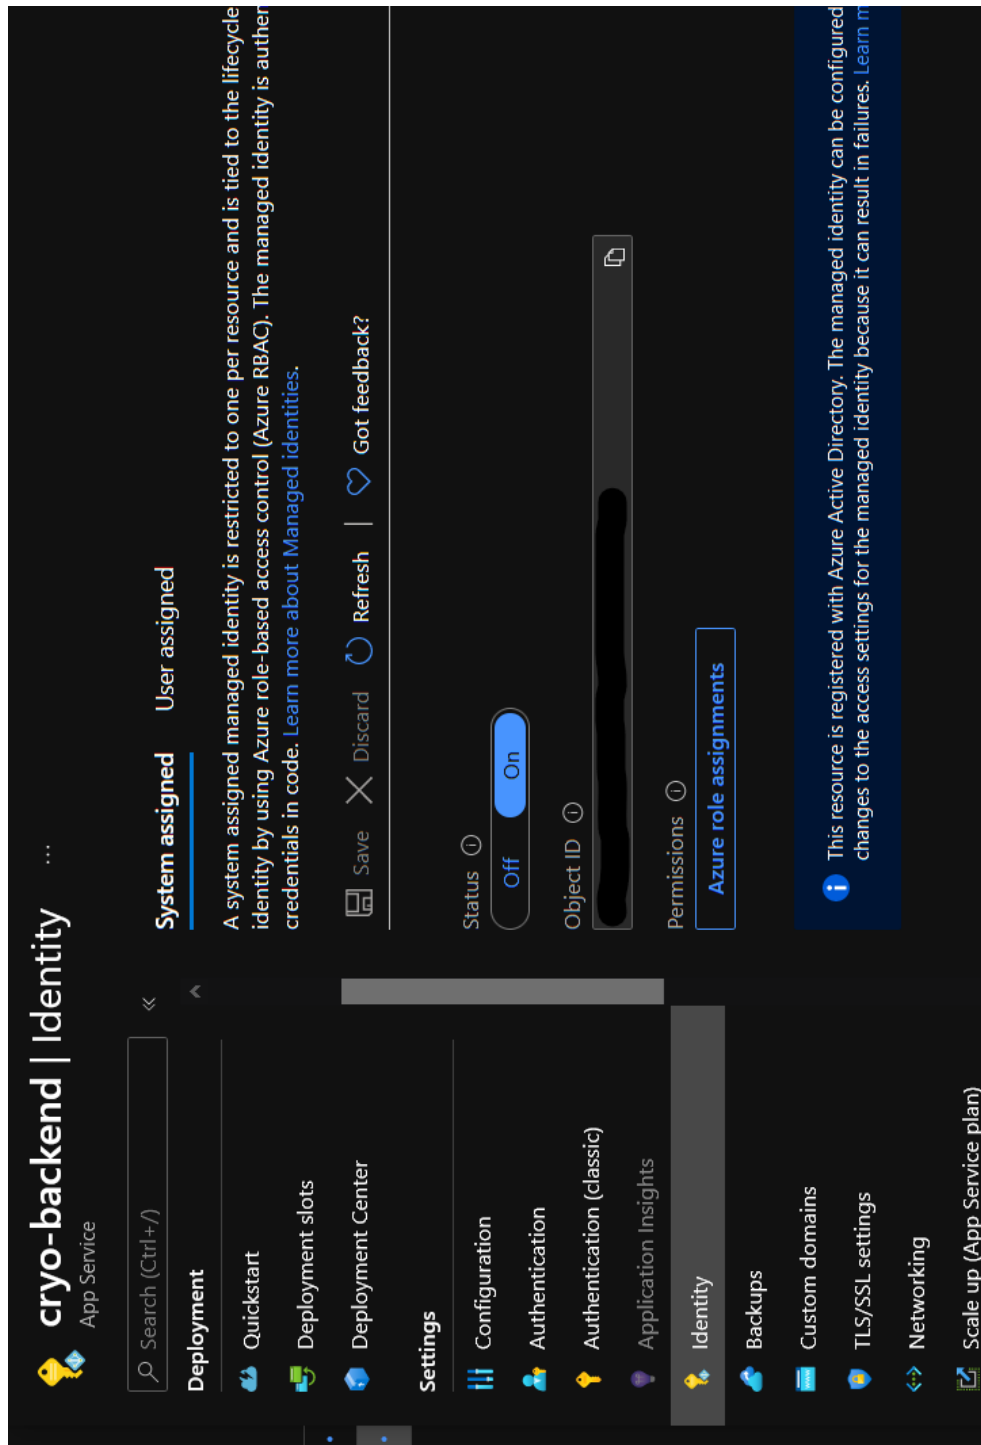 cryo-backend | Identity ...
App Service
Search (Ctrl+/)
«
Deployment
Quickstart
Deployment slots
Deployment Center
Settings
Configuration
Authentication
Authentication (classic)
Application Insights
Identity
Backups
Custom domains
TLS/SSL settings
Networking
Scale up (App Service plan)
System assigned User assigned
A system assigned managed identity is restricted to one per resource and is tied to the lifecycle
identity by using Azure role-based access control (Azure RBAC). The managed identity is authen
credentials in code. Learn more about Managed identities.
Save Discard Refresh | Got feedback?
Status
Off On
Object ID
Permissions
Azure role assignments
This resource is registered with Azure Active Directory. The managed identity can be configured
changes to the access settings for the managed identity because it can result in failures. Learn m